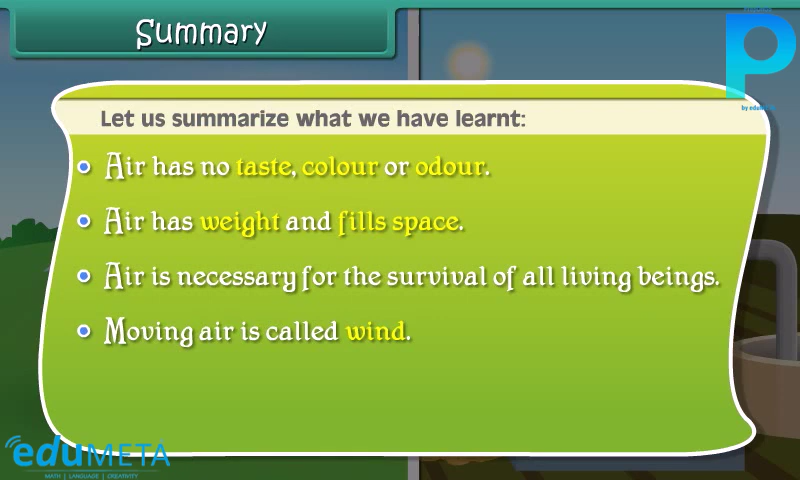 Summary
P
by eduMETA
Let us summarize what we have learnt:
Air has no taste, colour or odour.
Air has weight and fills space.
Air is necessary for the survival of all living beings.
Moving air is called wind.
eduMETA
MATH | LANGUAGE | CREATIVITY